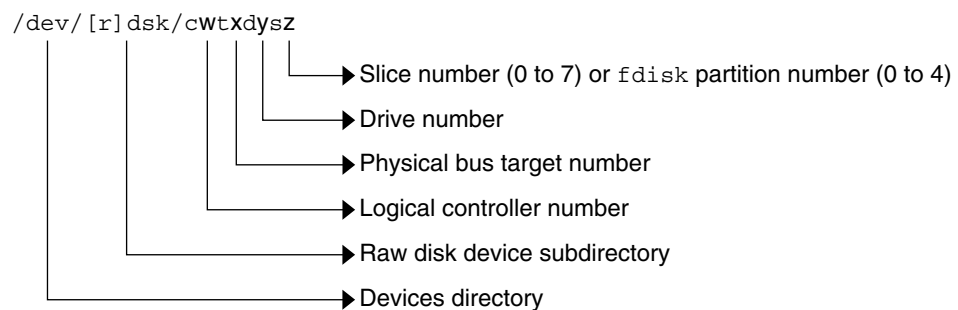 /dev/[r]dsk/cwtxdysz
Slice number (0 to 7) or fdisk partition number (0 to 4)
Drive number
Physical bus target number
Logical controller number
Raw disk device subdirectory
Devices directory